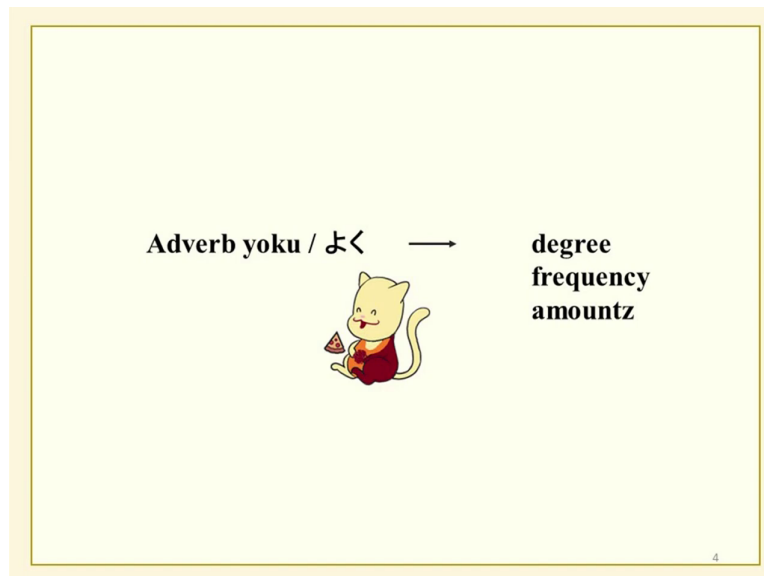 Adverb yoku / よく → degree
frequency
amountz
4